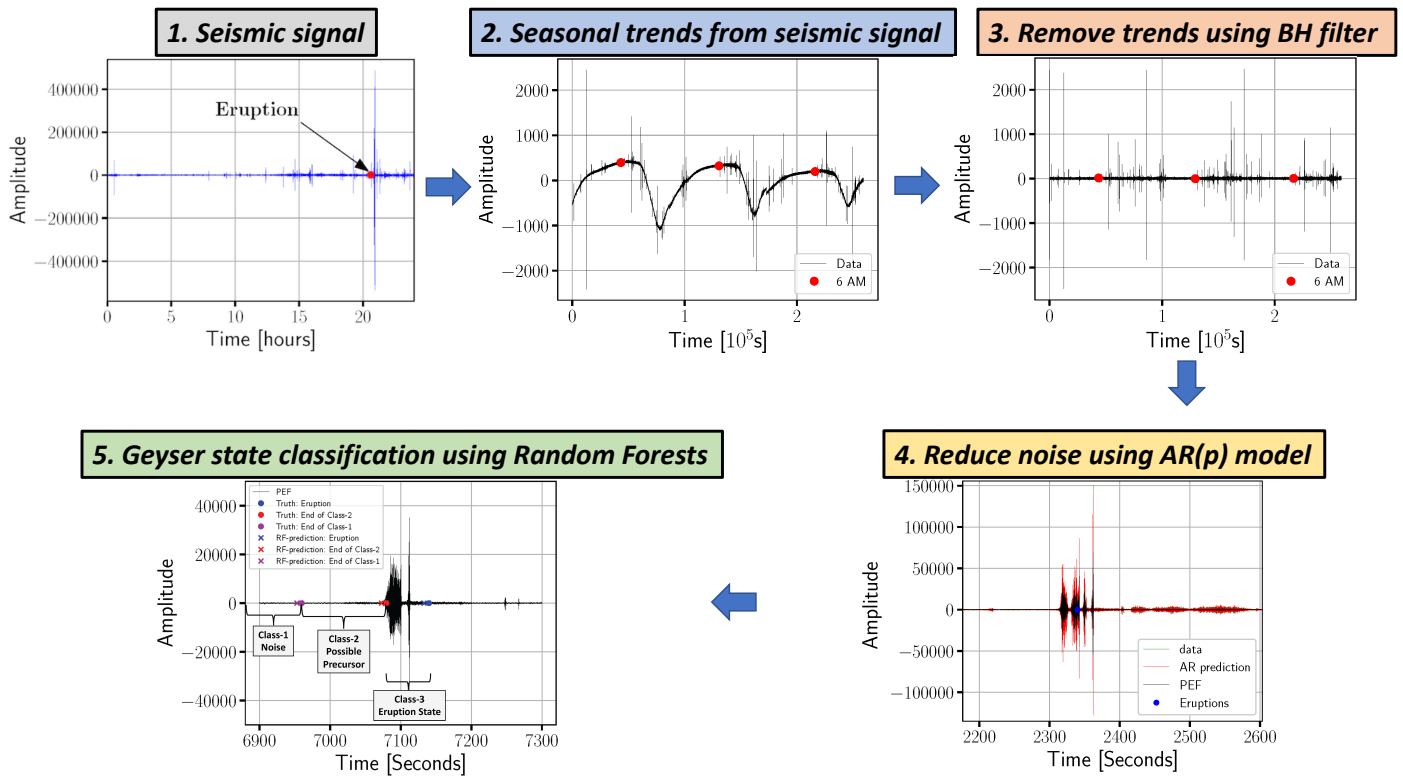 1. Seismic signal
2. Seasonal trends from seismic signal
3. Remove trends using BH filter
400000
200000
0
−200000
−400000
Amplitude
Eruption
0
5
10
15
20
Time [hours]
2000
1000
0
−1000
−2000
Amplitude
Data
6 AM
0
1
2
Time [10⁵s]
2000
1000
0
−1000
−2000
Amplitude
Data
6 AM
0
1
2
Time [10⁵s]
5. Geyser state classification using Random Forests
4. Reduce noise using AR(p) model
40000
20000
0
−20000
−40000
Amplitude
PEF
Truth: Eruption
Truth: End of Class-2
Truth: End of Class-1
RF-prediction: Eruption
RF-prediction: End of Class-2
RF-prediction: End of Class-1
Class-1
Noise
Class-2
Possible
Precursor
Class-3
Eruption State
6900
7000
7100
7200
7300
Time [Seconds]
150000
100000
50000
0
−50000
−100000
Amplitude
data
AR prediction
PEF
Eruptions
2200
2300
2400
2500
2600
Time [Seconds]